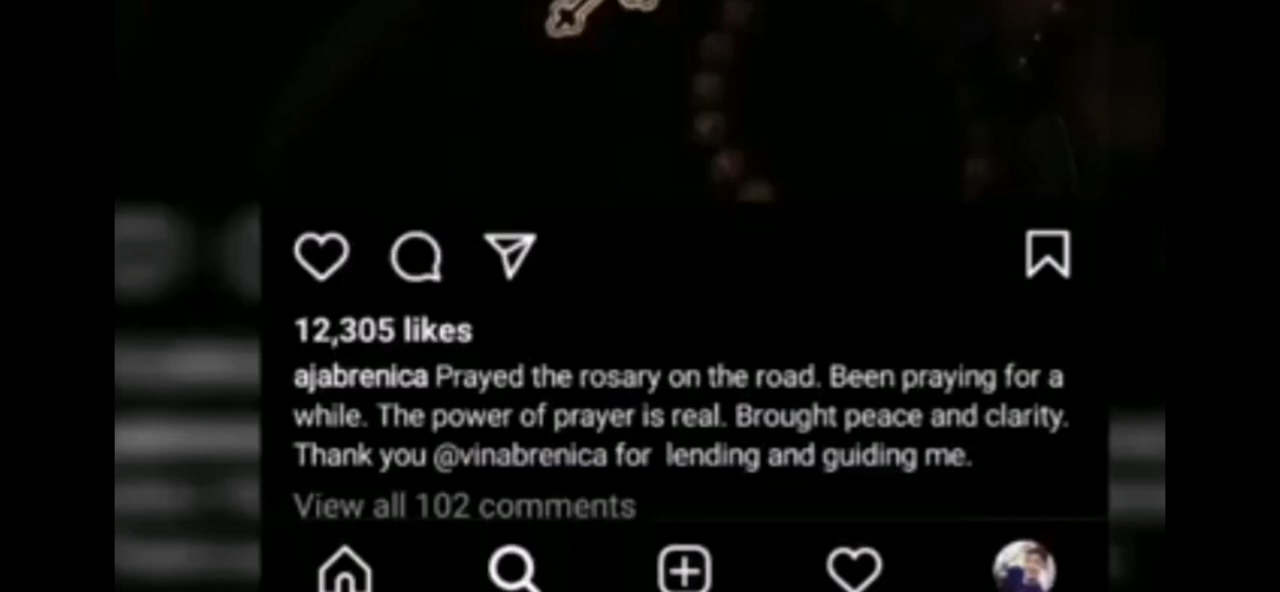 12,305 likes
ajabrenica Prayed the rosary on the road. Been praying for a
while. The power of prayer is real. Brought peace and clarity.
Thank you @vinabrenica for lending and guiding me.
View all 102 comments